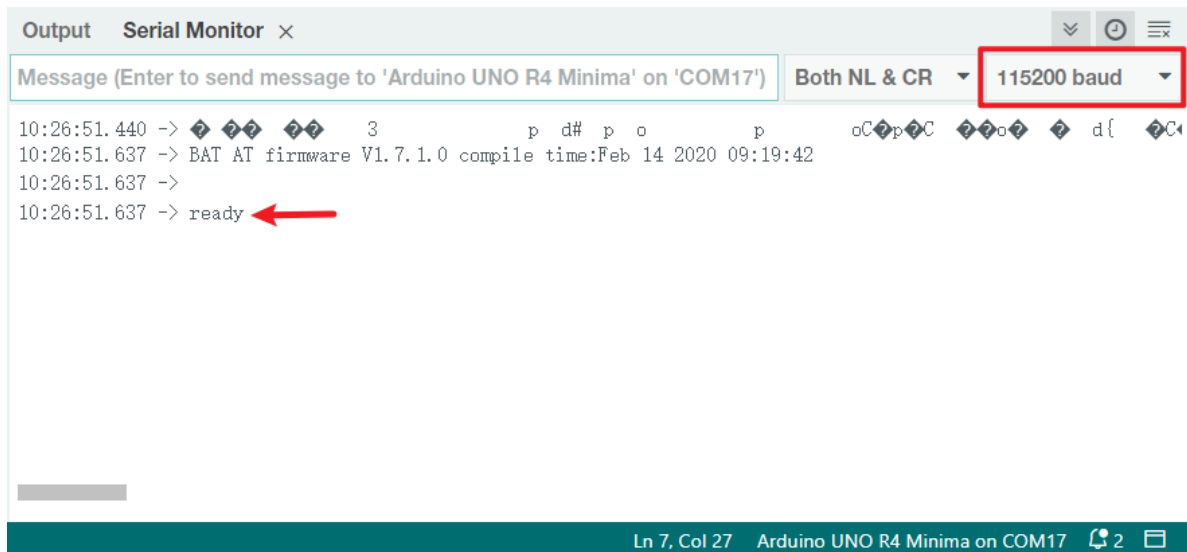 Output Serial Monitor ×
Message (Enter to send message to 'Arduino UNO R4 Minima' on 'COM17') Both NL & CR 115200 baud
10:26:51.440 -> � �� �� 3 p d# p o p oC�p�C ��o� � d{ �C
10:26:51.637 -> BAT AT firmware V1.7.1.0 compile time:Feb 14 2020 09:19:42
10:26:51.637 ->
10:26:51.637 -> ready
Ln 7, Col 27 Arduino UNO R4 Minima on COM17 2